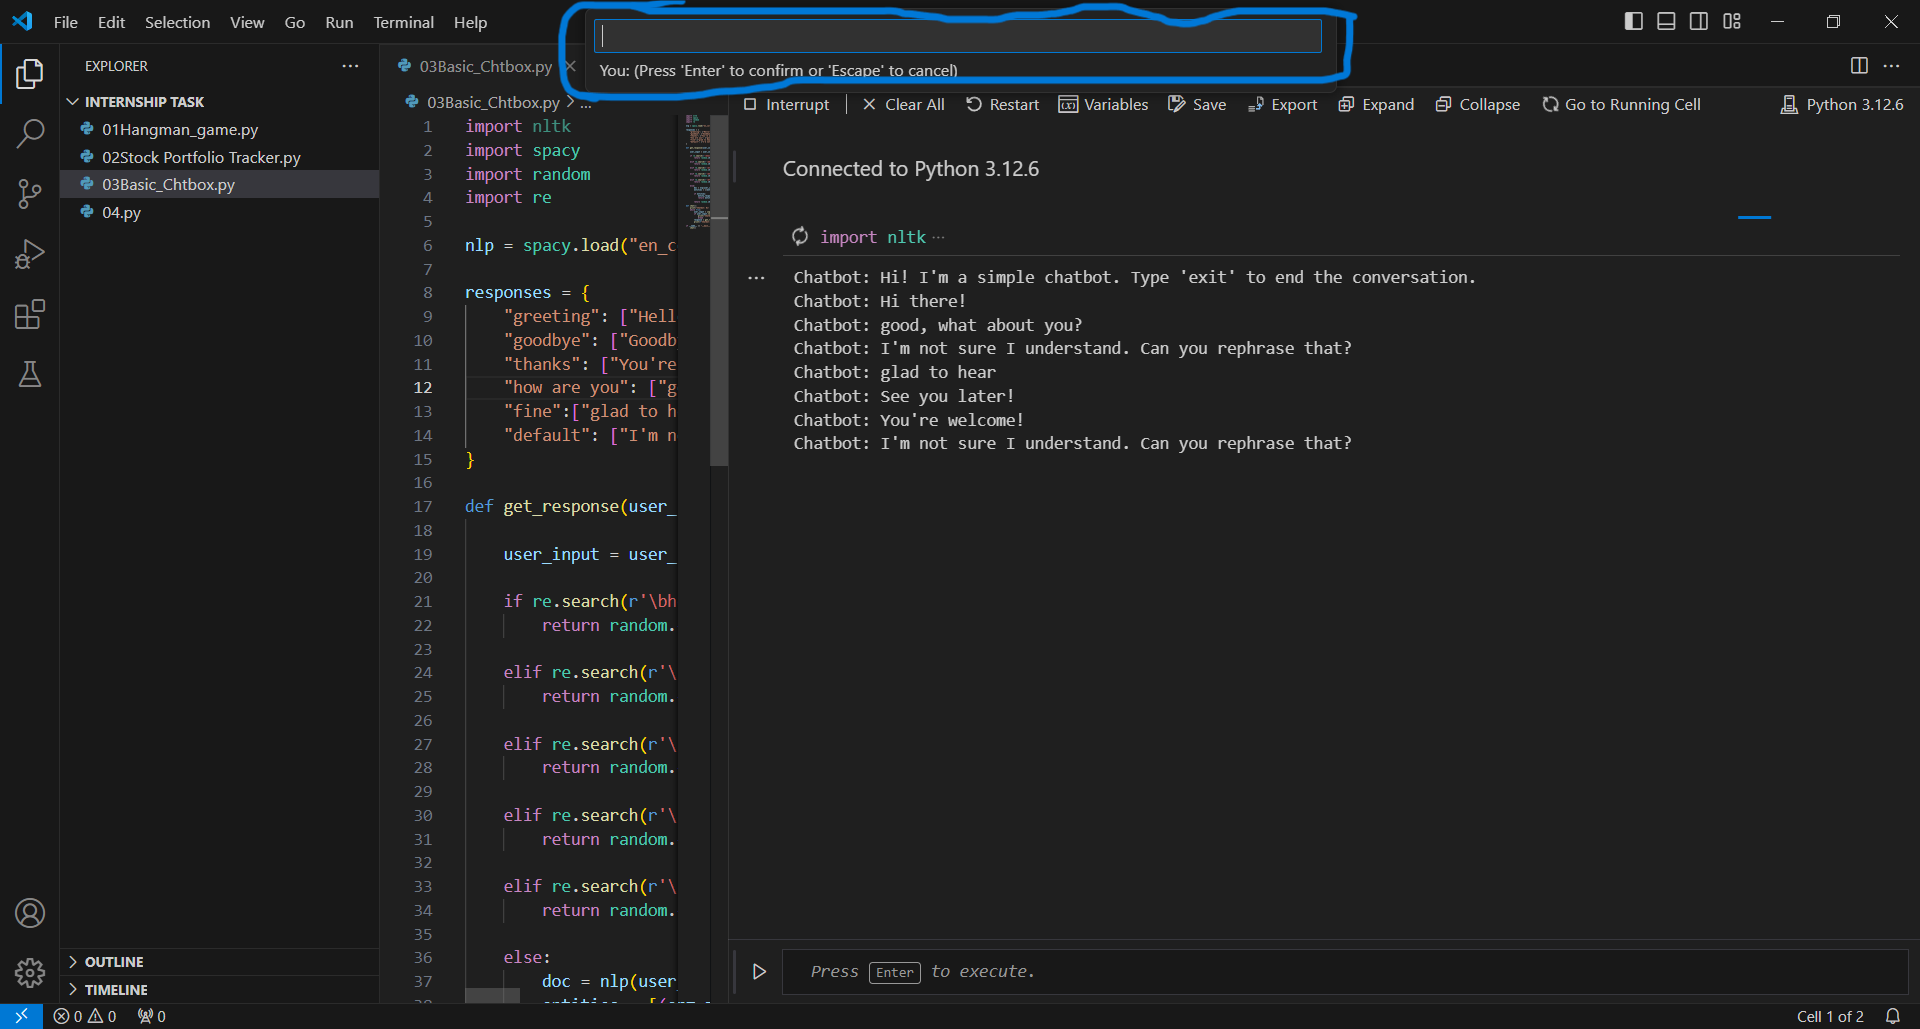 File Edit Selection View Go Run Terminal Help
You: (Press 'Enter' to confirm or 'Escape' to cancel)
EXPLORER
INTERNSHIP TASK
01Hangman_game.py
02Stock Portfolio Tracker.py
03Basic_Chtbox.py
04.py
OUTLINE
TIMELINE
03Basic_Chtbox.py
03Basic_Chtbox.py > ...
1 import nltk
2 import spacy
3 import random
4 import re
5
6 nlp = spacy.load("en_c
7
8 responses = {
9 "greeting": ["Hell
10 "goodbye": ["Goodb
11 "thanks": ["You're
12 "how are you": ["g
13 "fine":["glad to h
14 "default": ["I'm n
15 }
16
17 def get_response(user_
18
19 user_input = user_
20
21 if re.search(r'\bh
22 return random.
23
24 elif re.search(r'\
25 return random.
26
27 elif re.search(r'\
28 return random.
29
30 elif re.search(r'\
31 return random.
32
33 elif re.search(r'\
34 return random.
35
36 else:
37 doc = nlp(user_
Interrupt Clear All Restart Variables Save Export Expand Collapse Go to Running Cell Python 3.12.6
Connected to Python 3.12.6
import nltk ...
Chatbot: Hi! I'm a simple chatbot. Type 'exit' to end the conversation.
Chatbot: Hi there!
Chatbot: good, what about you?
Chatbot: I'm not sure I understand. Can you rephrase that?
Chatbot: glad to hear
Chatbot: See you later!
Chatbot: You're welcome!
Chatbot: I'm not sure I understand. Can you rephrase that?
Press Enter to execute.
0 0 0
Cell 1 of 2